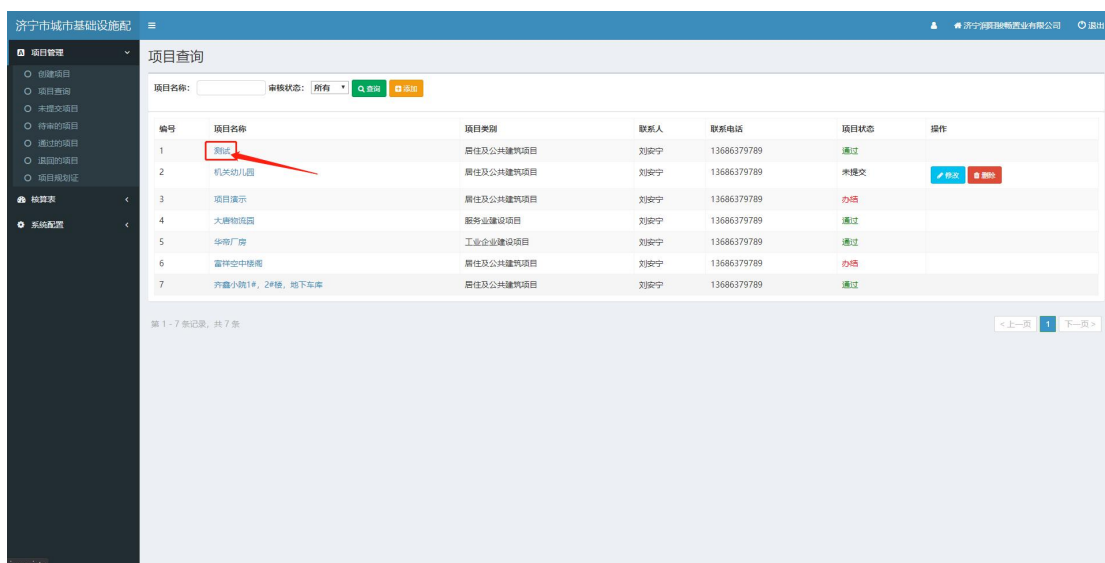 济宁市城市基础设施配
济宁润阳骏畅置业有限公司 退出
项目管理
创建项目
项目查询
未提交项目
待审的项目
通过的项目
退回的项目
项目规划证
核算表
系统配置
项目查询
项目名称: 审核状态: 所有 查询 添加
编号 项目名称 项目类别 联系人 联系电话 项目状态 操作
1 测试 居住及公共建筑项目 刘安宁 13686379789 通过
2 机关幼儿园 居住及公共建筑项目 刘安宁 13686379789 未提交 修改 删除
3 项目演示 居住及公共建筑项目 刘安宁 13686379789 办结
4 大唐物流园 服务业建设项目 刘安宁 13686379789 通过
5 华帝厂房 工业企业建设项目 刘安宁 13686379789 通过
6 富祥空中楼阁 居住及公共建筑项目 刘安宁 13686379789 办结
7 齐鑫小院1#，2#楼，地下车库 居住及公共建筑项目 刘安宁 13686379789 通过
第 1 - 7 条记录，共 7 条
<上一页 1 下一页>